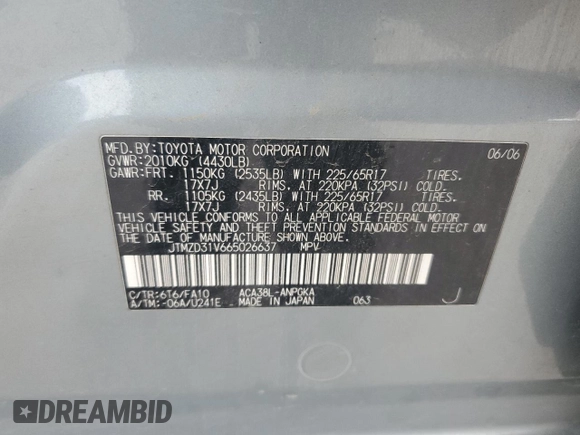 MFD.BY:TOYOTA MOTOR CORPORATION 06/06
GVWR:2010KG (4430LB)
GAWR:FRT. 1150KG (2535LB) WITH 225/65R17 TIRES.
17X7J RIMS. AT 220KPA (32PSI) COLD.
RR. 1105KG (2435LB) WITH 225/65R17 TIRES.
17X7J RIMS. AT 220KPA (32PSI) COLD.
THIS VEHICLE CONFORMS TO ALL APPLICABLE FEDERAL MOTOR
VEHICLE SAFETY AND THEFT PREVENTION STANDARDS IN EFFECT ON
THE DATE OF MANUFACTURE SHOWN ABOVE.
JTMZD31V665026637 MPV
C/TR:6T6/FA10 ACA38L-ANPGKA
A/TM:-06A/U241E MADE IN JAPAN 063 J
DREAMBID